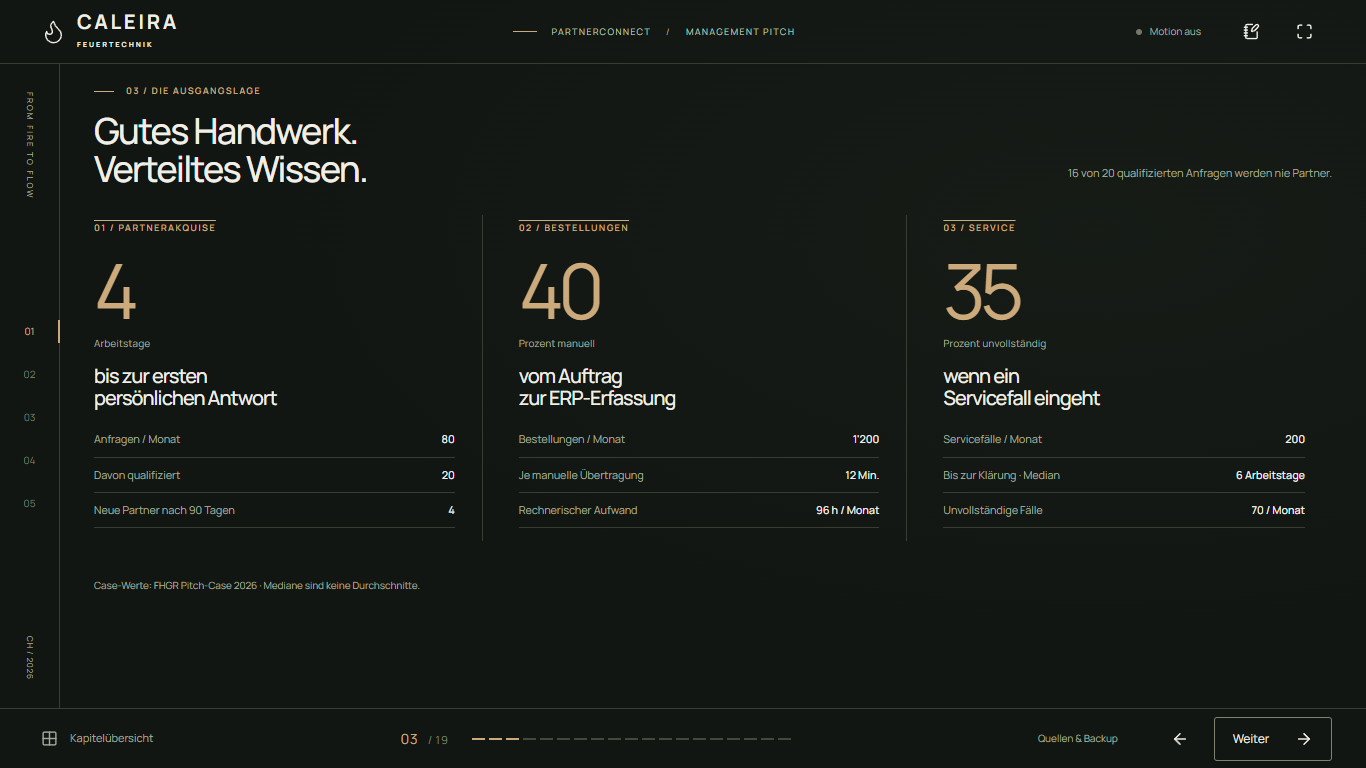 CALEIRA
FEUERTECHNIK
PARTNERCONNECT / MANAGEMENT PITCH
Motion aus
FROM FIRE TO FLOW
01
02
03
04
05
CH / 2026
03 / DIE AUSGANGSLAGE
Gutes Handwerk.
Verteiltes Wissen.
16 von 20 qualifizierten Anfragen werden nie Partner.
01 / PARTNERAKQUISE
4
Arbeitstage
bis zur ersten
persönlichen Antwort
Anfragen / Monat 80
Davon qualifiziert 20
Neue Partner nach 90 Tagen 4
02 / BESTELLUNGEN
40
Prozent manuell
vom Auftrag
zur ERP-Erfassung
Bestellungen / Monat 1'200
Je manuelle Übertragung 12 Min.
Rechnerischer Aufwand 96 h / Monat
03 / SERVICE
35
Prozent unvollständig
wenn ein
Servicefall eingeht
Servicefälle / Monat 200
Bis zur Klärung · Median 6 Arbeitstage
Unvollständige Fälle 70 / Monat
Case-Werte: FHGR Pitch-Case 2026 · Mediane sind keine Durchschnitte.
Kapitelübersicht
03 / 19
Quellen & Backup
Weiter